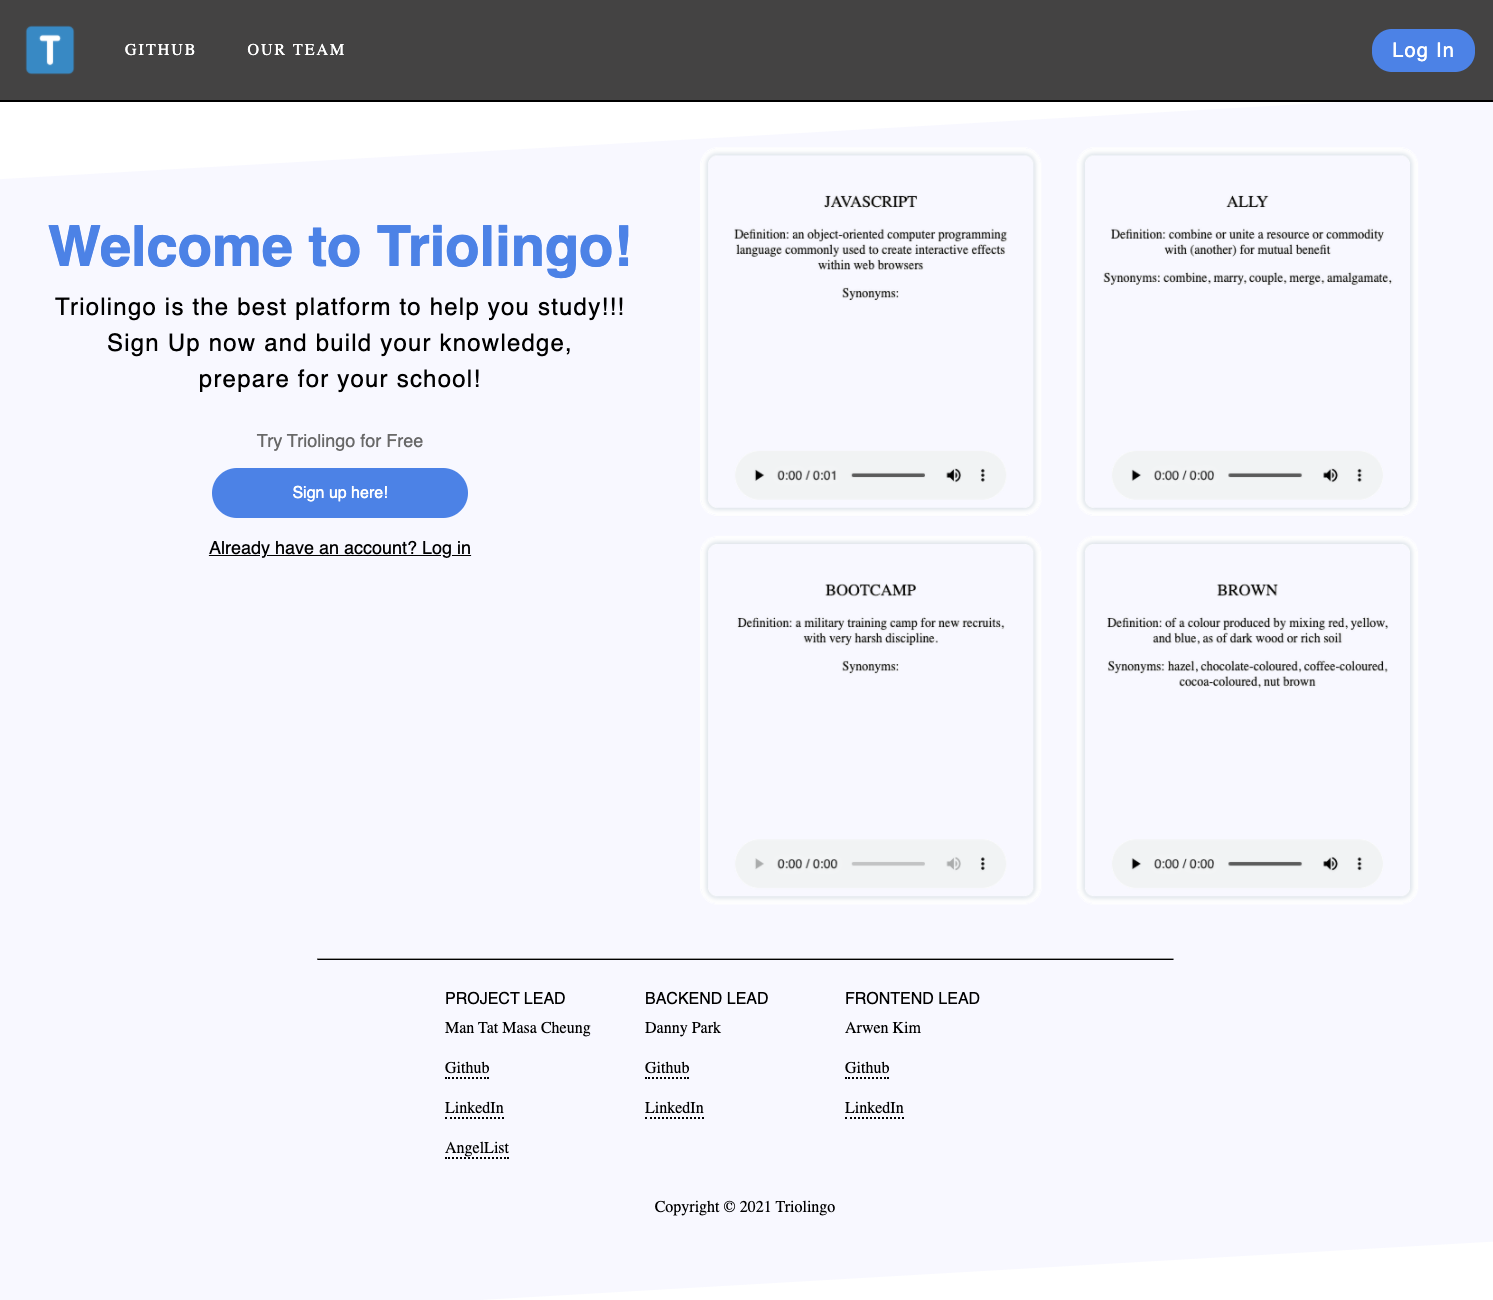 T
GITHUB
OUR TEAM
Log In
Welcome to Triolingo!
Triolingo is the best platform to help you study!!!
Sign Up now and build your knowledge,
prepare for your school!
Try Triolingo for Free
Sign up here!
Already have an account? Log in
JAVASCRIPT
Definition: an object-oriented computer programming
language commonly used to create interactive effects
within web browsers
Synonyms:
0:00 / 0:01
ALLY
Definition: combine or unite a resource or commodity
with (another) for mutual benefit
Synonyms: combine, marry, couple, merge, amalgamate,
0:00 / 0:00
BOOTCAMP
Definition: a military training camp for new recruits,
with very harsh discipline.
Synonyms:
0:00 / 0:00
BROWN
Definition: of a colour produced by mixing red, yellow,
and blue, as of dark wood or rich soil
Synonyms: hazel, chocolate-coloured, coffee-coloured,
cocoa-coloured, nut brown
0:00 / 0:00
PROJECT LEAD
Man Tat Masa Cheung
Github
LinkedIn
AngelList
BACKEND LEAD
Danny Park
Github
LinkedIn
FRONTEND LEAD
Arwen Kim
Github
LinkedIn
Copyright © 2021 Triolingo